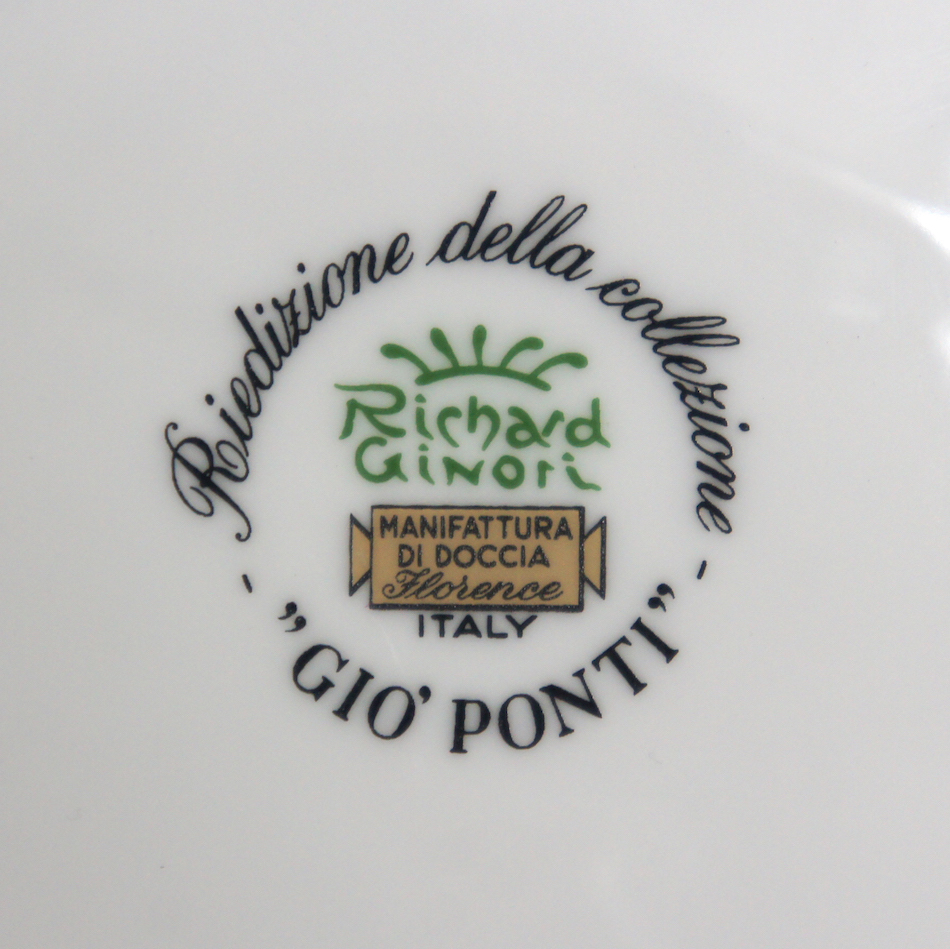 Riedizione della collezione
Richard
GiNori
MANIFATTURA
DI DOCCIA
Florence
ITALY
- "GIO' PONTI" -